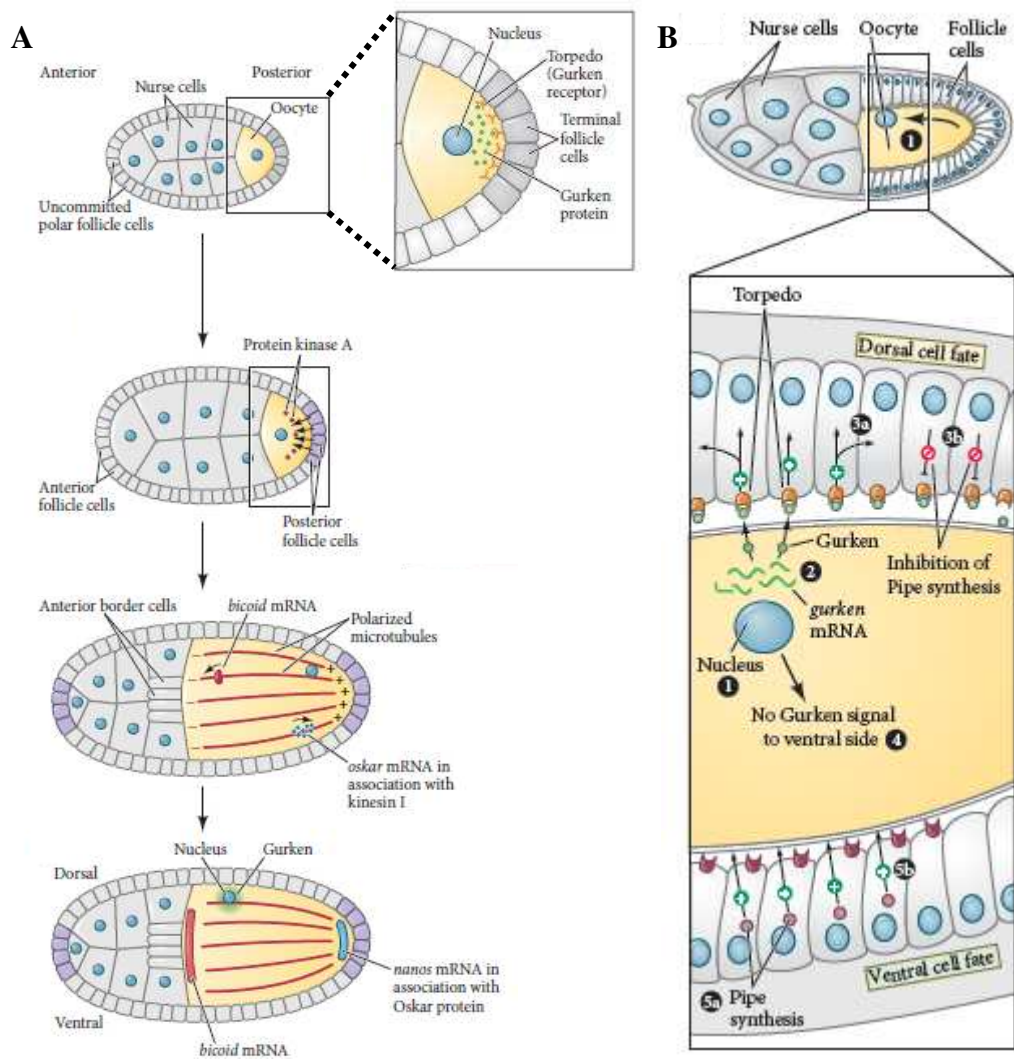 A
Anterior
Posterior
Nurse cells
Oocyte
Uncommitted
polar follicle cells
Nucleus
Torpedo
(Gurken
receptor)
Terminal
follicle
cells
Gurken
protein
Protein kinase A
Anterior
follicle cells
Posterior
follicle cells
Anterior border cells
bicoid mRNA
Polarized
microtubules
− − − − −
+ + + + +
oskar mRNA in
association with
kinesin I
Nucleus
Gurken
Dorsal
Ventral
nanos mRNA in
association with
Oskar protein
bicoid mRNA
B
Nurse cells
Oocyte
Follicle
cells
1
Torpedo
Dorsal cell fate
3a
3b
Gurken
2
Inhibition of
Pipe synthesis
gurken
mRNA
Nucleus
1
No Gurken signal
to ventral side 4
5b
Ventral cell fate
5a Pipe
synthesis